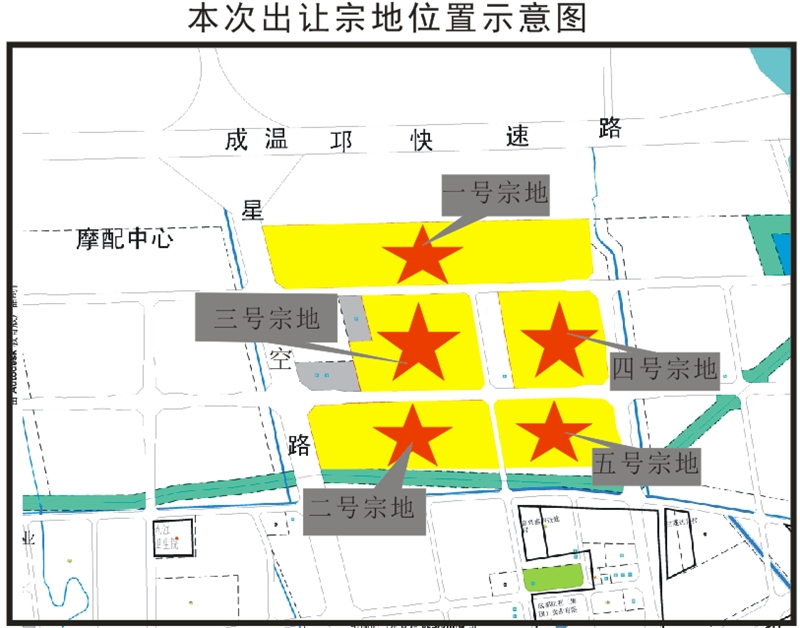 本次出让宗地位置示意图
成温邛快速路
一号宗地
星
摩配中心
三号宗地
空
四号宗地
路
五号宗地
二号宗地
业